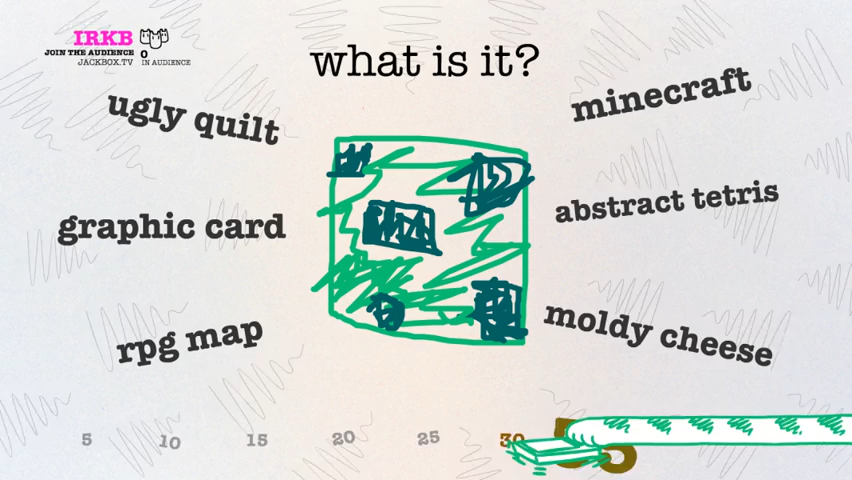 IRKB
JOIN THE AUDIENCE
JACKBOX.TV
0
IN AUDIENCE
what is it?
ugly quilt
minecraft
graphic card
abstract tetris
rpg map
moldy cheese
5 10 15 20 25 30